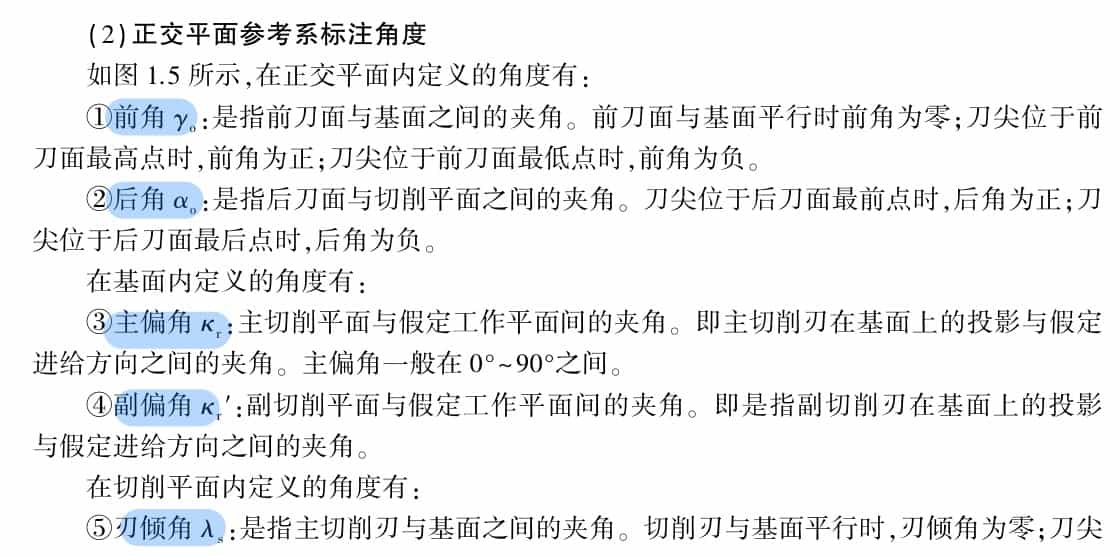 (2)正交平面参考系标注角度
如图 1.5 所示,在正交平面内定义的角度有:
①前角 γₒ:是指前刀面与基面之间的夹角。前刀面与基面平行时前角为零;刀尖位于前
刀面最高点时,前角为正;刀尖位于前刀面最低点时,前角为负。
②后角 αₒ:是指后刀面与切削平面之间的夹角。刀尖位于后刀面最前点时,后角为正;刀
尖位于后刀面最后点时,后角为负。
在基面内定义的角度有:
③主偏角 κᵣ:主切削平面与假定工作平面间的夹角。即主切削刃在基面上的投影与假定
进给方向之间的夹角。主偏角一般在 0°~90°之间。
④副偏角 κᵣ′:副切削平面与假定工作平面间的夹角。即是指副切削刃在基面上的投影
与假定进给方向之间的夹角。
在切削平面内定义的角度有:
⑤刃倾角 λₛ:是指主切削刃与基面之间的夹角。切削刃与基面平行时,刃倾角为零;刀尖